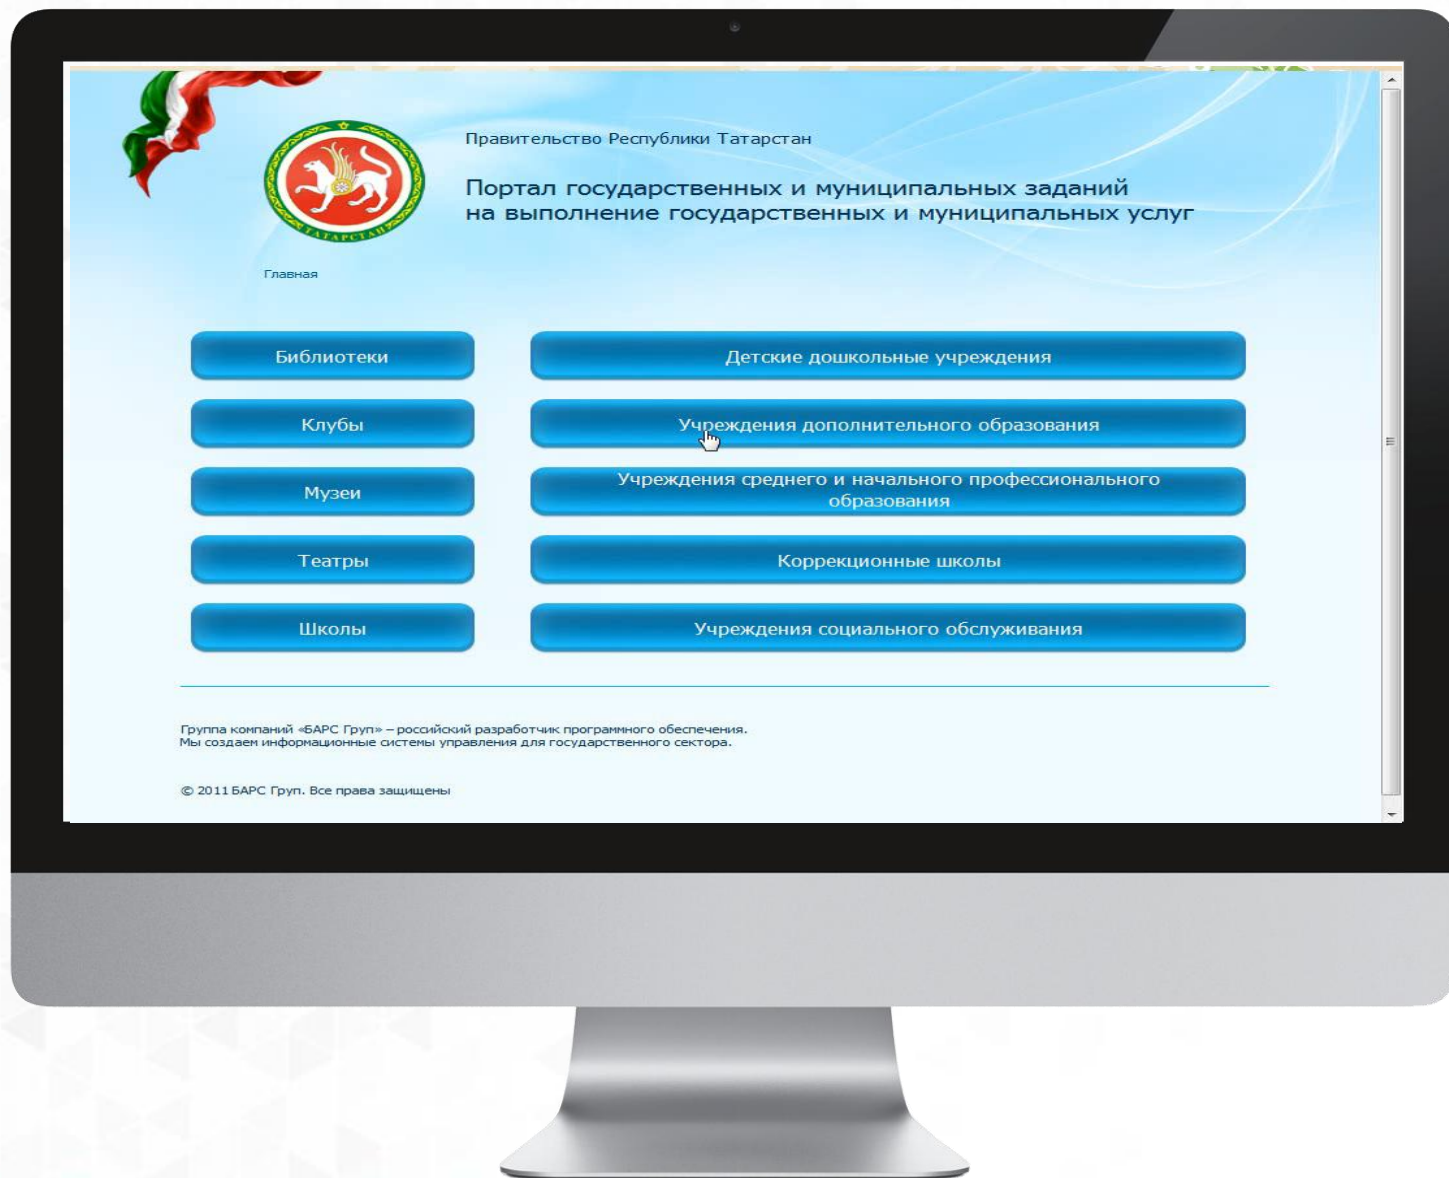 Правительство Республики Татарстан
Портал государственных и муниципальных заданий
на выполнение государственных и муниципальных услуг
ТАТАРСТАН
Главная
Библиотеки
Детские дошкольные учреждения
Клубы
Учреждения дополнительного образования
Музеи
Учреждения среднего и начального профессионального
образования
Театры
Коррекционные школы
Школы
Учреждения социального обслуживания
Группа компаний «БАРС Груп» – российский разработчик программного обеспечения.
Мы создаем информационные системы управления для государственного сектора.
© 2011 БАРС Груп. Все права защищены